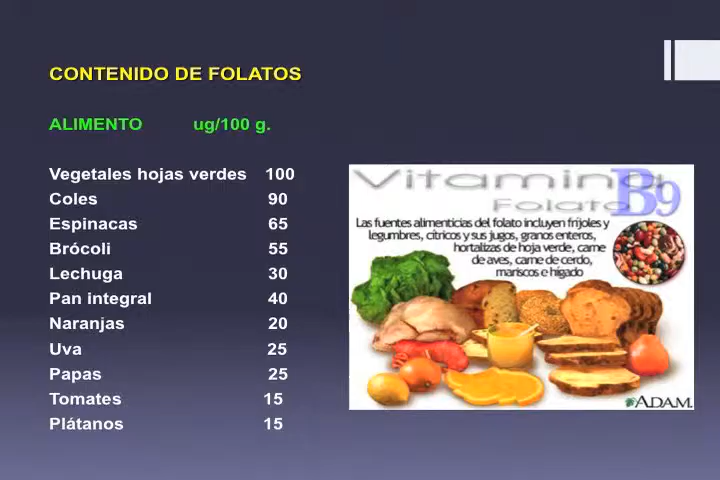 CONTENIDO DE FOLATOS
ALIMENTO ug/100 g.
Vegetales hojas verdes 100
Coles 90
Espinacas 65
Brócoli 55
Lechuga 30
Pan integral 40
Naranjas 20
Uva 25
Papas 25
Tomates 15
Plátanos 15
Vitamina B9
Folato
Las fuentes alimenticias del folato incluyen frijoles y
legumbres, cítricos y sus jugos, granos enteros,
hortalizas de hoja verde, carne
de aves, carne de cerdo,
mariscos e hígado
ADAM.